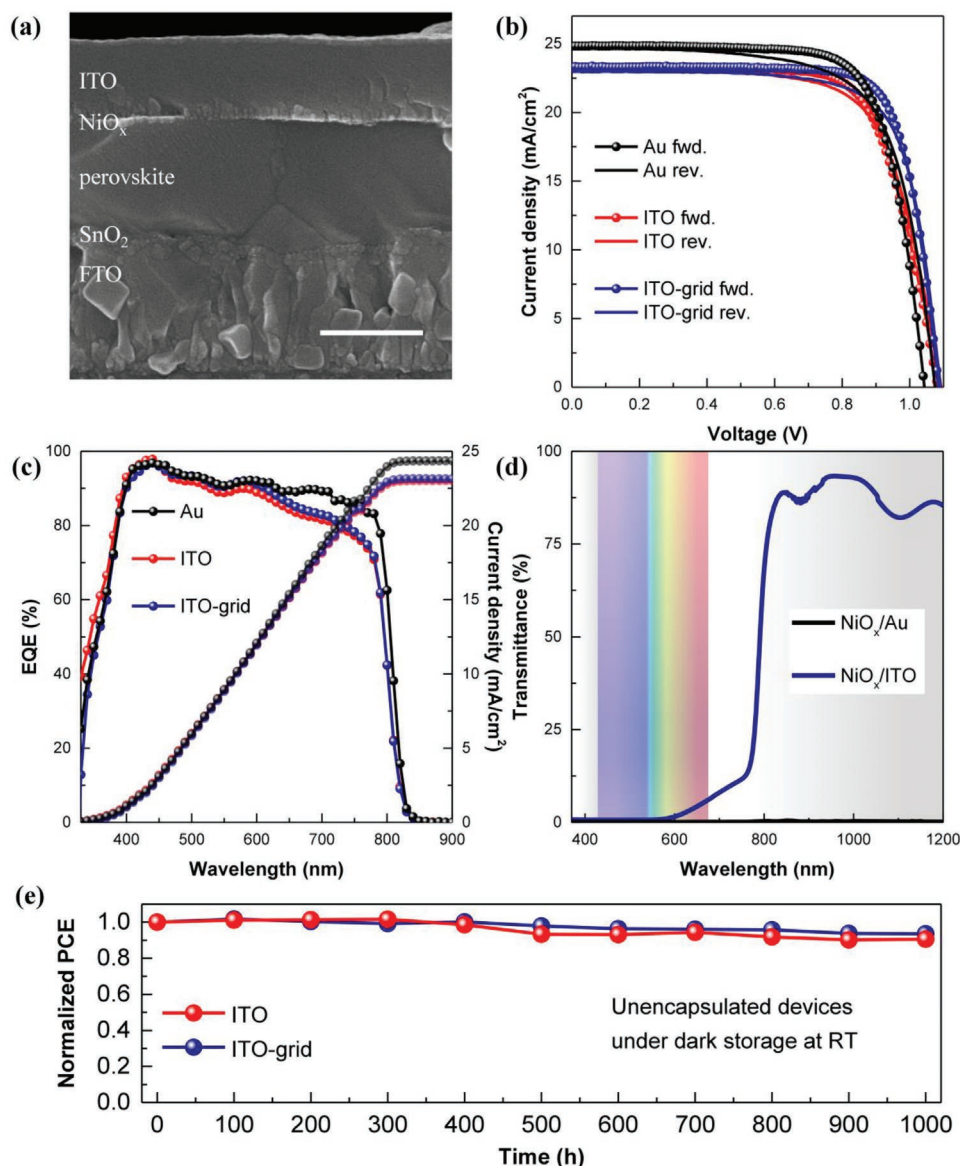 (a)
ITO
NiOx
perovskite
SnO2
FTO
(b)
Current density (mA/cm2)
25
20
15
10
5
0
Au fwd.
Au rev.
ITO fwd.
ITO rev.
ITO-grid fwd.
ITO-grid rev.
0.0 0.2 0.4 0.6 0.8 1.0
Voltage (V)
(c)
EQE (%)
100
80
60
40
20
0
Au
ITO
ITO-grid
25
20
15
10
5
0
Current density (mA/cm2)
400 500 600 700 800 900
Wavelength (nm)
(d)
Transmittance (%)
100
75
50
25
0
NiOx/Au
NiOx/ITO
400 600 800 1000 1200
Wavelength (nm)
(e)
Normalized PCE
1.0
0.8
0.6
0.4
0.2
0.0
ITO
ITO-grid
Unencapsulated devices
under dark storage at RT
0 100 200 300 400 500 600 700 800 900 1000
Time (h)